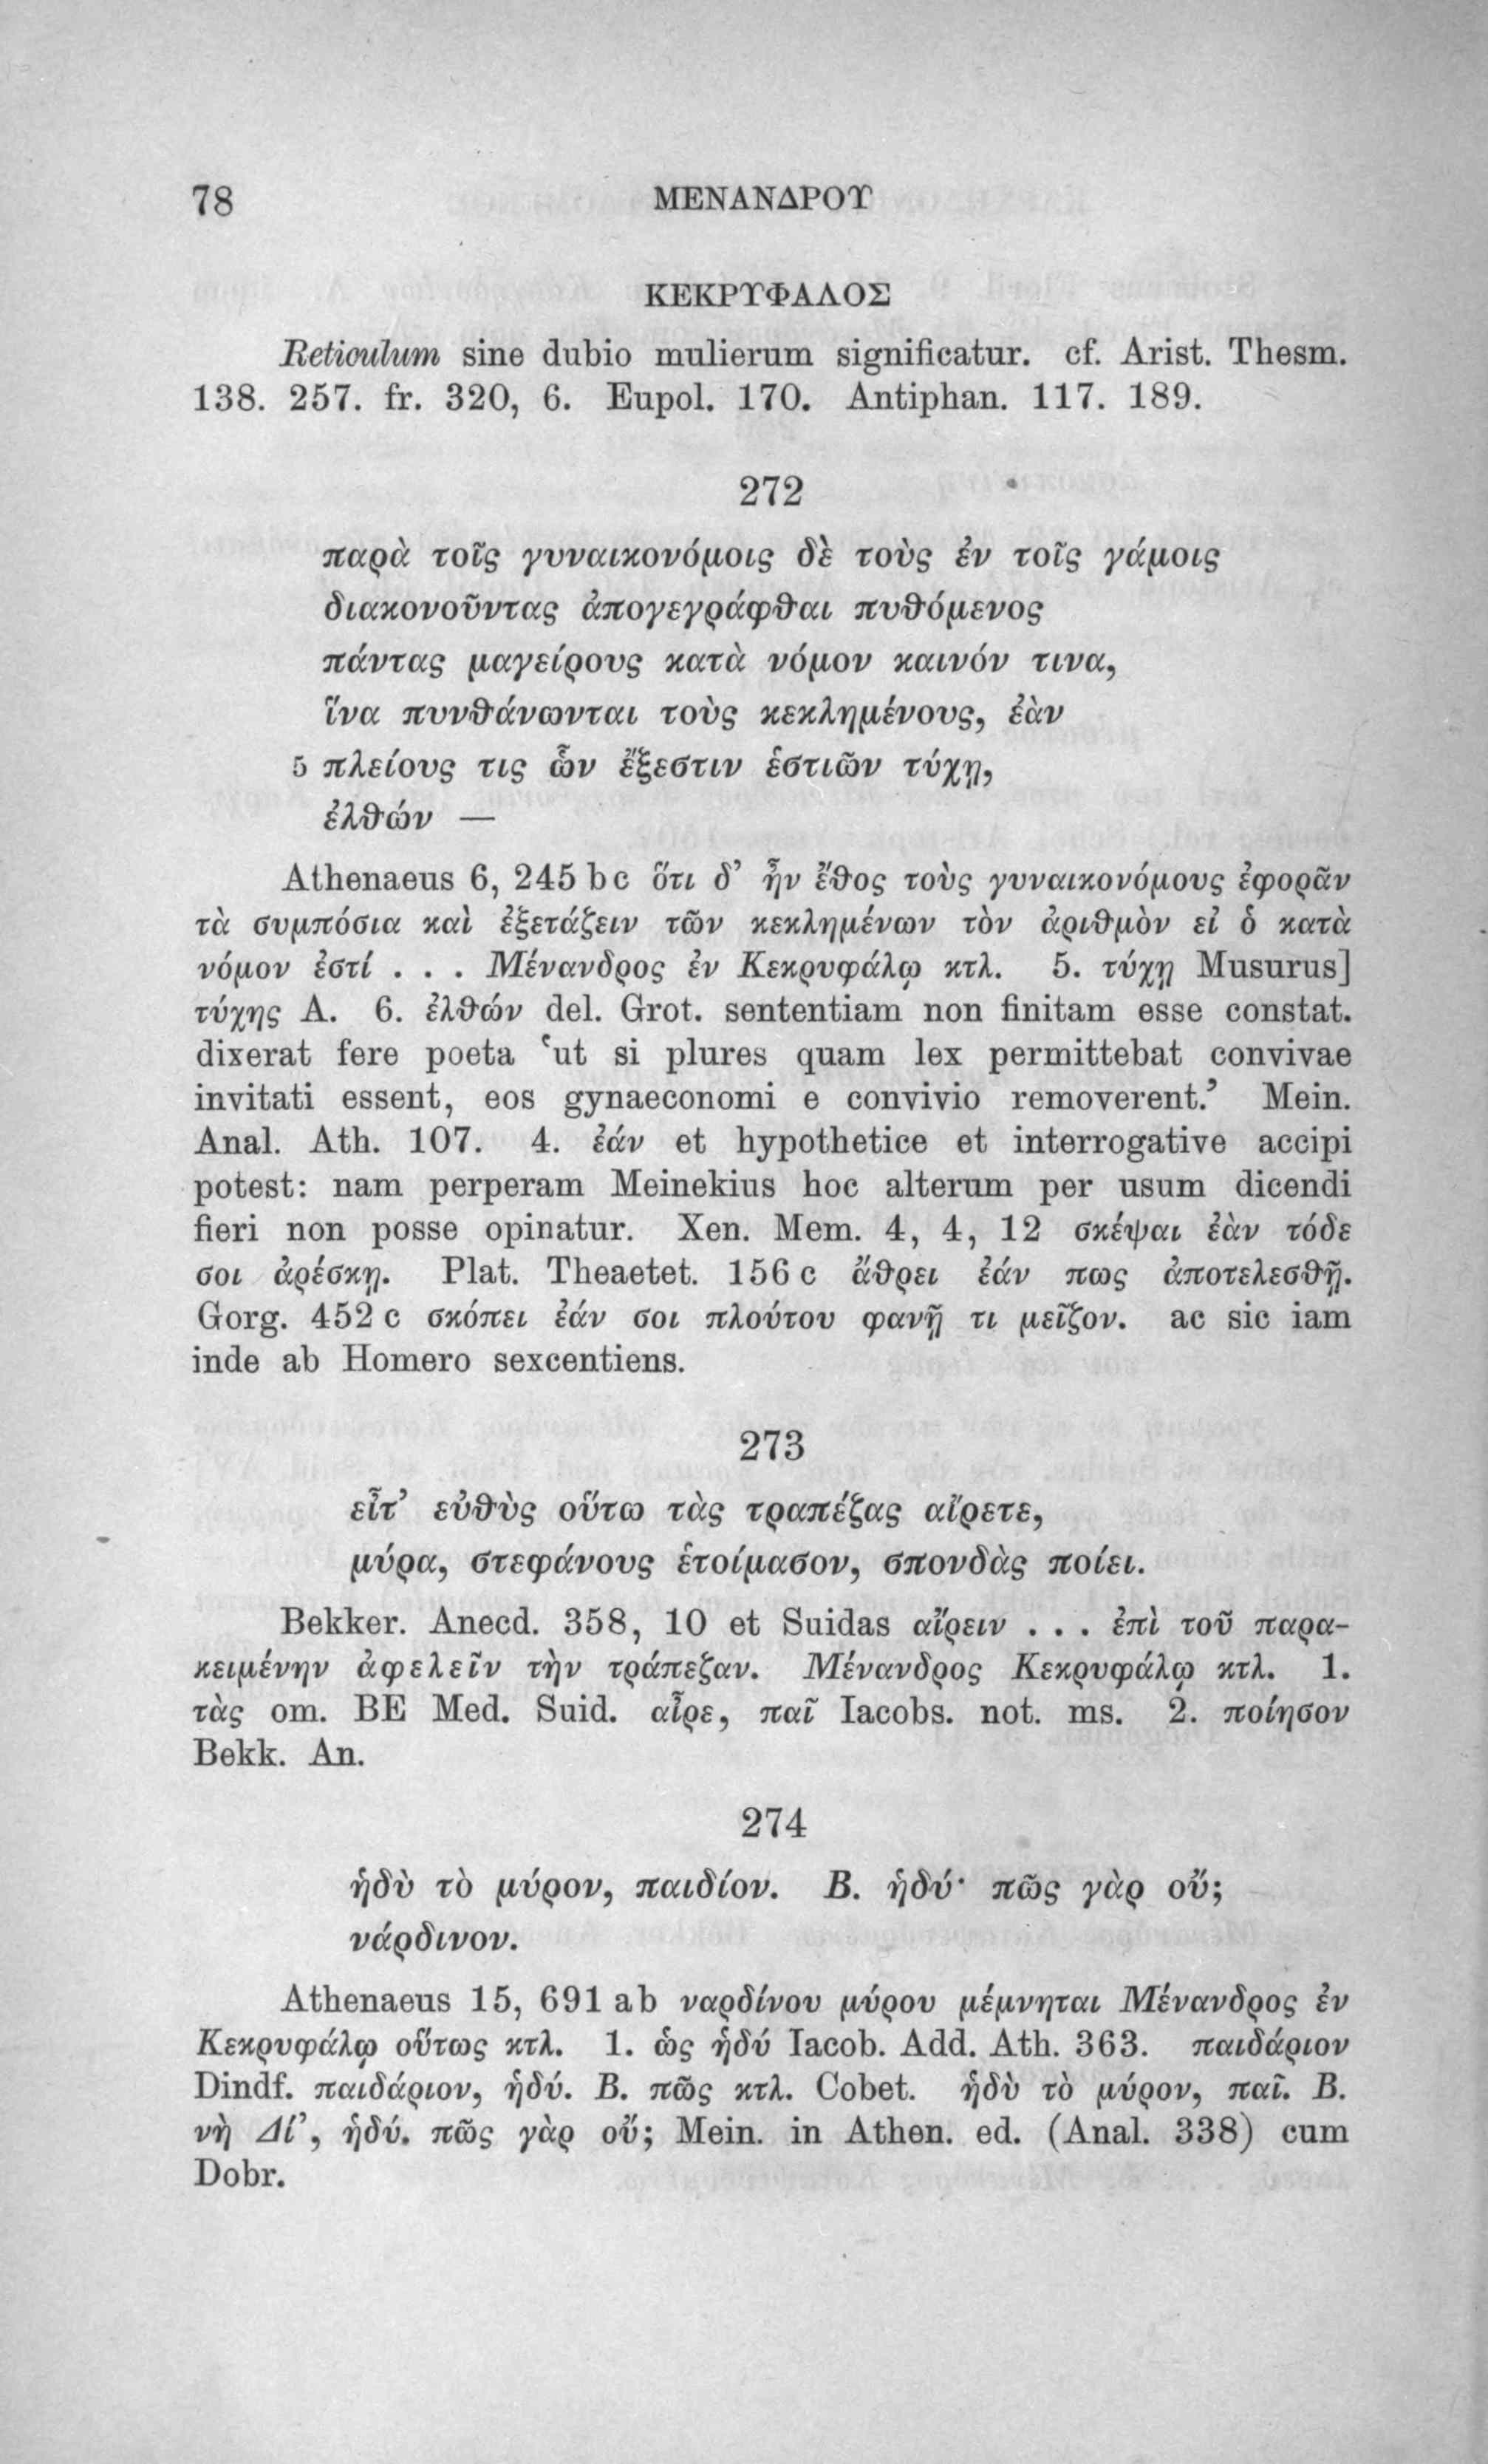 78
ΜΕΝΑΝΔΡΟΥ
ΚΕΚΡΥΦΑΛΟΣ
Reticulum sine dubio mulierum significatur. cf. Arist. Thesm.
138. 257. fr. 320, 6. Eupol. 170. Antiphan. 117. 189.
272
παρὰ τοῖς γυναικονόμοις δὲ τοὺς ἐν τοῖς γάμοις
διακονοῦντας ἀπογεγράφθαι πυθόμενος
πάντας μαγείρους κατὰ νόμον καινόν τινα,
ἵνα πυνθάνωνται τοὺς κεκλημένους, ἐὰν
5 πλείους τις ὧν ἔξεστιν ἑστιῶν τύχῃ,
ἐλθών —
Athenaeus 6, 245 bc ὅτι δ’ ἦν ἔθος τοὺς γυναικονόμους ἐφορᾶν
τὰ συμπόσια καὶ ἐξετάζειν τῶν κεκλημένων τὸν ἀριθμὸν εἰ ὁ κατὰ
νόμον ἐστί . . . Μένανδρος ἐν Κεκρυφάλῳ κτλ. 5. τύχῃ Musurus]
τύχης A. 6. ἐλθών del. Grot. sententiam non finitam esse constat.
dixerat fere poeta ‘ut si plures quam lex permittebat convivae
invitati essent, eos gynaeconomi e convivio removerent.’ Mein.
Anal. Ath. 107. 4. ἐάν et hypothetice et interrogative accipi
potest: nam perperam Meinekius hoc alterum per usum dicendi
fieri non posse opinatur. Xen. Mem. 4, 4, 12 σκέψαι ἐὰν τόδε
σοι ἀρέσκῃ. Plat. Theaetet. 156 c ἄθρει ἐάν πως ἀποτελεσθῇ.
Gorg. 452 c σκόπει ἐάν σοι πλούτου φανῇ τι μεῖζον. ac sic iam
inde ab Homero sexcentiens.
273
εἶτ’ εὐθὺς οὕτω τὰς τραπέζας αἴρετε,
μύρα, στεφάνους ἑτοίμασον, σπονδὰς ποίει.
Bekker. Anecd. 358, 10 et Suidas αἴρειν . . . ἐπὶ τοῦ παρα-
κειμένην ἀφελεῖν τὴν τράπεζαν. Μένανδρος Κεκρυφάλῳ κτλ. 1.
τὰς om. BE Med. Suid. αἶρε, παῖ Iacobs. not. ms. 2. ποίησον
Bekk. An.
274
ἡδὺ τὸ μύρον, παιδίον. Β. ἡδύ· πῶς γὰρ οὔ;
νάρδινον.
Athenaeus 15, 691 ab ναρδίνου μύρου μέμνηται Μένανδρος ἐν
Κεκρυφάλῳ οὕτως κτλ. 1. ὡς ἡδύ Iacob. Add. Ath. 363. παιδάριον
Dindf. παιδάριον, ἡδύ. Β. πῶς κτλ. Cobet. ἡδὺ τὸ μύρον, παῖ. Β.
νὴ Δί’, ἡδύ. πῶς γὰρ οὔ; Mein. in Athen. ed. (Anal. 338) cum
Dobr.